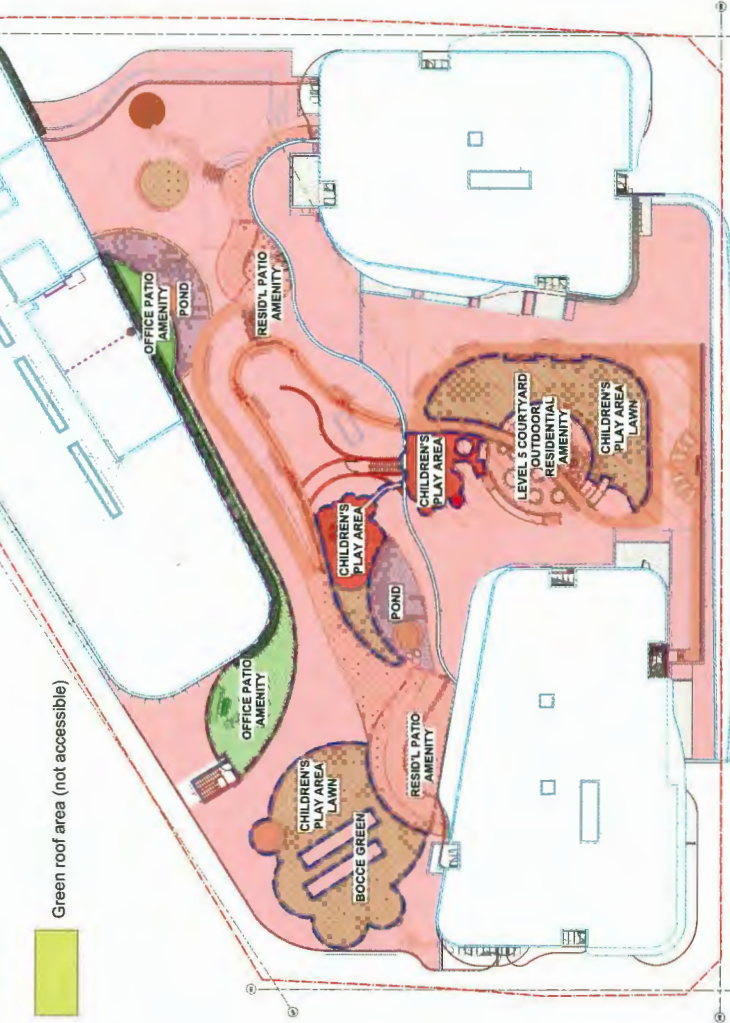 Green roof area (not accessible)
OFFICE PATIO
AMENITY
POND
RESID'L PATIO
AMENITY
CHILDREN'S
PLAY AREA
LEVEL 5 COURTYARD
OUTDOOR
RESIDENTIAL
AMENITY
CHILDREN'S
PLAY AREA
LAWN
CHILDREN'S
PLAY AREA
POND
OFFICE PATIO
AMENITY
RESID'L PATIO
AMENITY
CHILDREN'S
PLAY AREA
LAWN
BOCCE GREEN